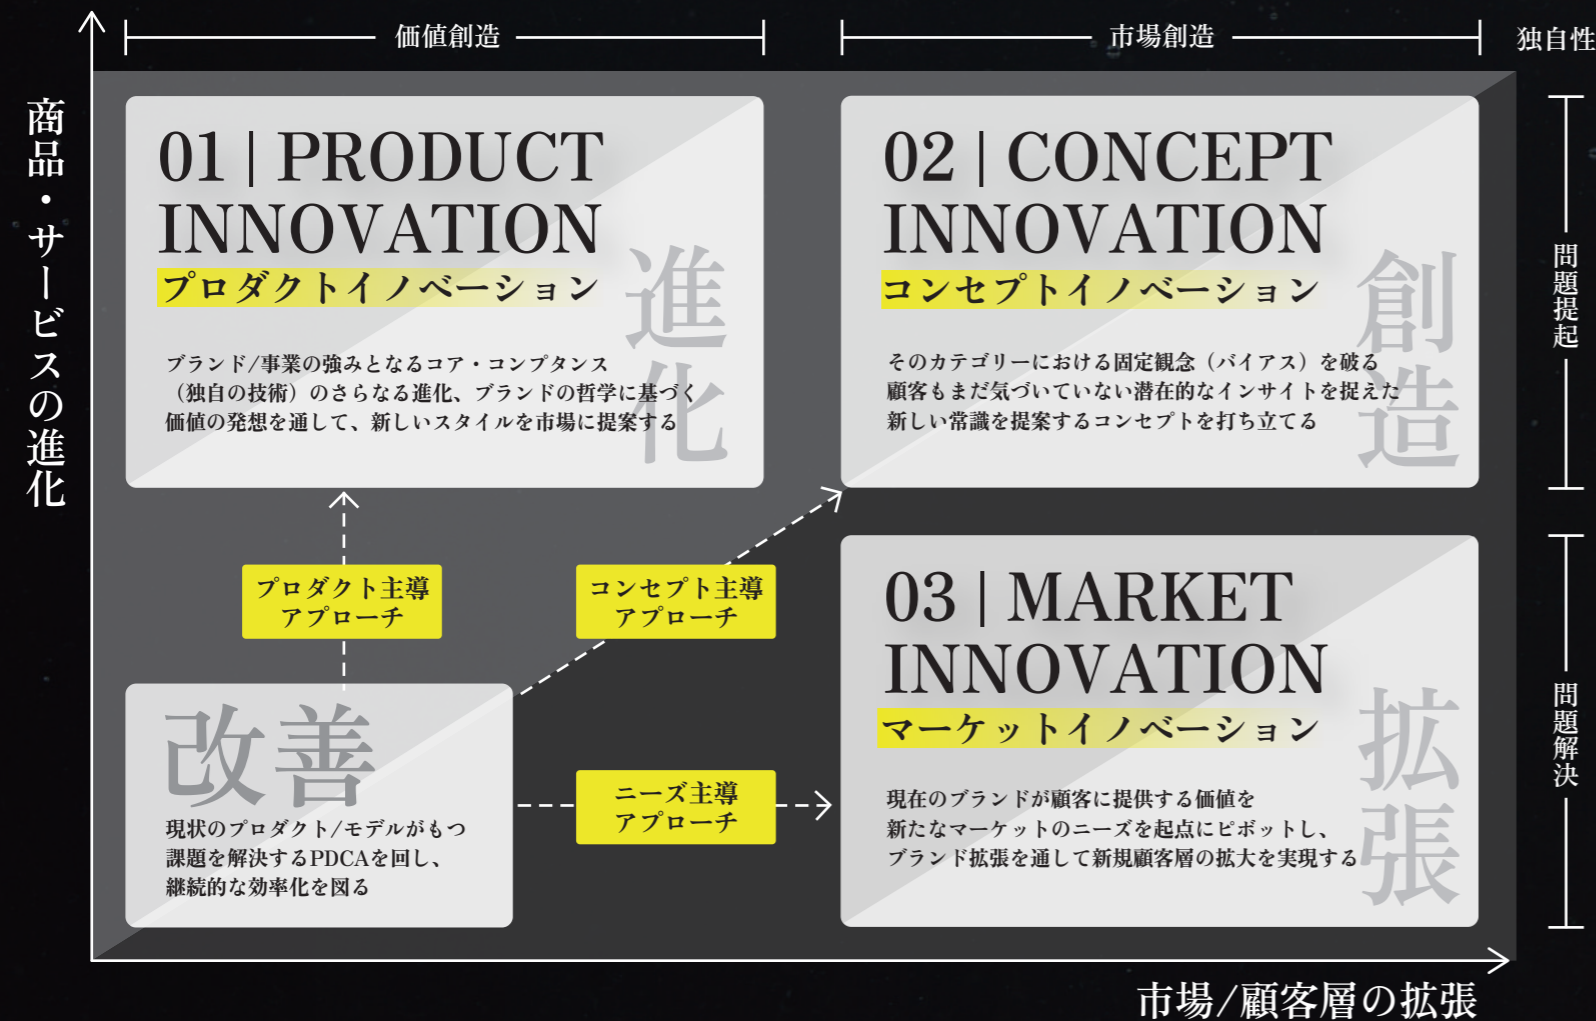 価値創造
市場創造
独自性
商品・サービスの進化
01 | PRODUCT
INNOVATION
プロダクトイノベーション
進化
ブランド/事業の強みとなるコア・コンプタンス
（独自の技術）のさらなる進化、ブランドの哲学に基づく
価値の発想を通して、新しいスタイルを市場に提案する
02 | CONCEPT
INNOVATION
コンセプトイノベーション
創造
そのカテゴリーにおける固定観念（バイアス）を破る
顧客もまだ気づいていない潜在的なインサイトを捉えた
新しい常識を提案するコンセプトを打ち立てる
問題提起
プロダクト主導
アプローチ
コンセプト主導
アプローチ
改善
現状のプロダクト/モデルがもつ
課題を解決するPDCAを回し、
継続的な効率化を図る
ニーズ主導
アプローチ
03 | MARKET
INNOVATION
マーケットイノベーション
拡張
現在のブランドが顧客に提供する価値を
新たなマーケットのニーズを起点にピボットし、
ブランド拡張を通して新規顧客層の拡大を実現する
問題解決
市場/顧客層の拡張